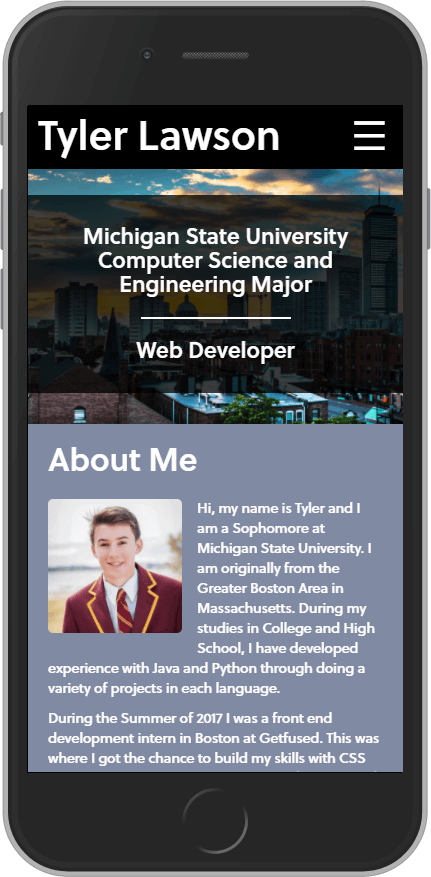 Tyler Lawson
Michigan State University
Computer Science and
Engineering Major
Web Developer
About Me
Hi, my name is Tyler and I
am a Sophomore at
Michigan State University. I
am originally from the
Greater Boston Area in
Massachusetts. During my
studies in College and High
School, I have developed
experience with Java and Python through doing a
variety of projects in each language.
During the Summer of 2017 I was a front end
development intern in Boston at Getfused. This was
where I got the chance to build my skills with CSS